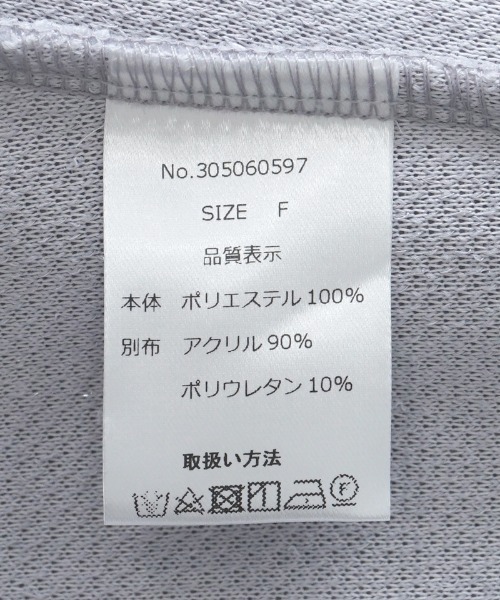 No.305060597
SIZE F
品質表示
本体 ポリエステル100%
別布 アクリル90%
ポリウレタン10%
取扱い方法
F